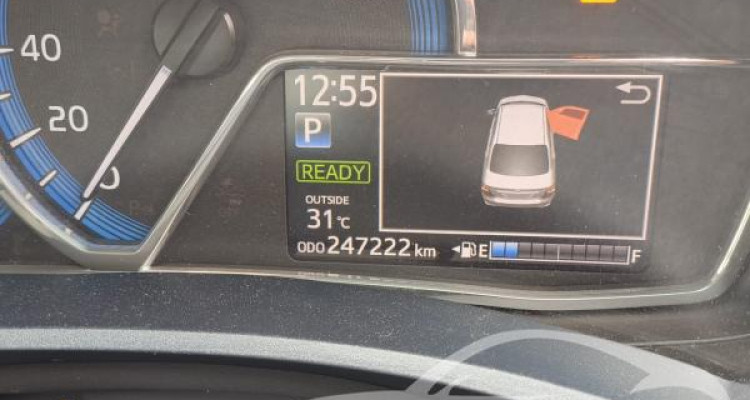 40
20
0
12:55
P
READY
OUTSIDE
31°C
ODO 247222 km
E
F